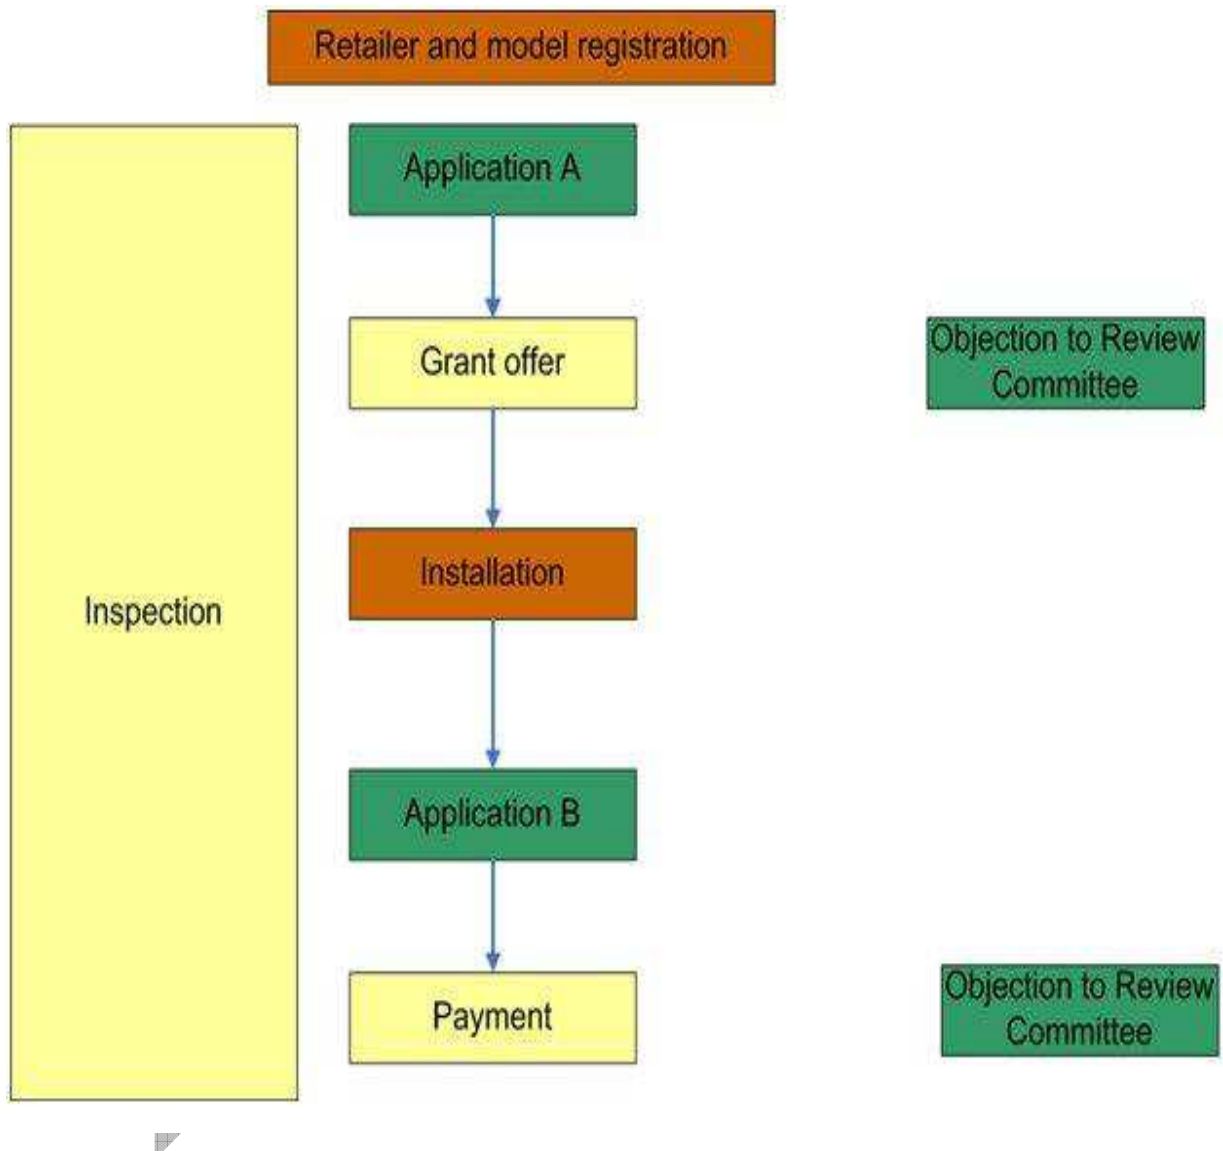 Retailer and model registration
Application A
Grant offer
Objection to Review
Committee
Installation
Inspection
Application B
Payment
Objection to Review
Committee